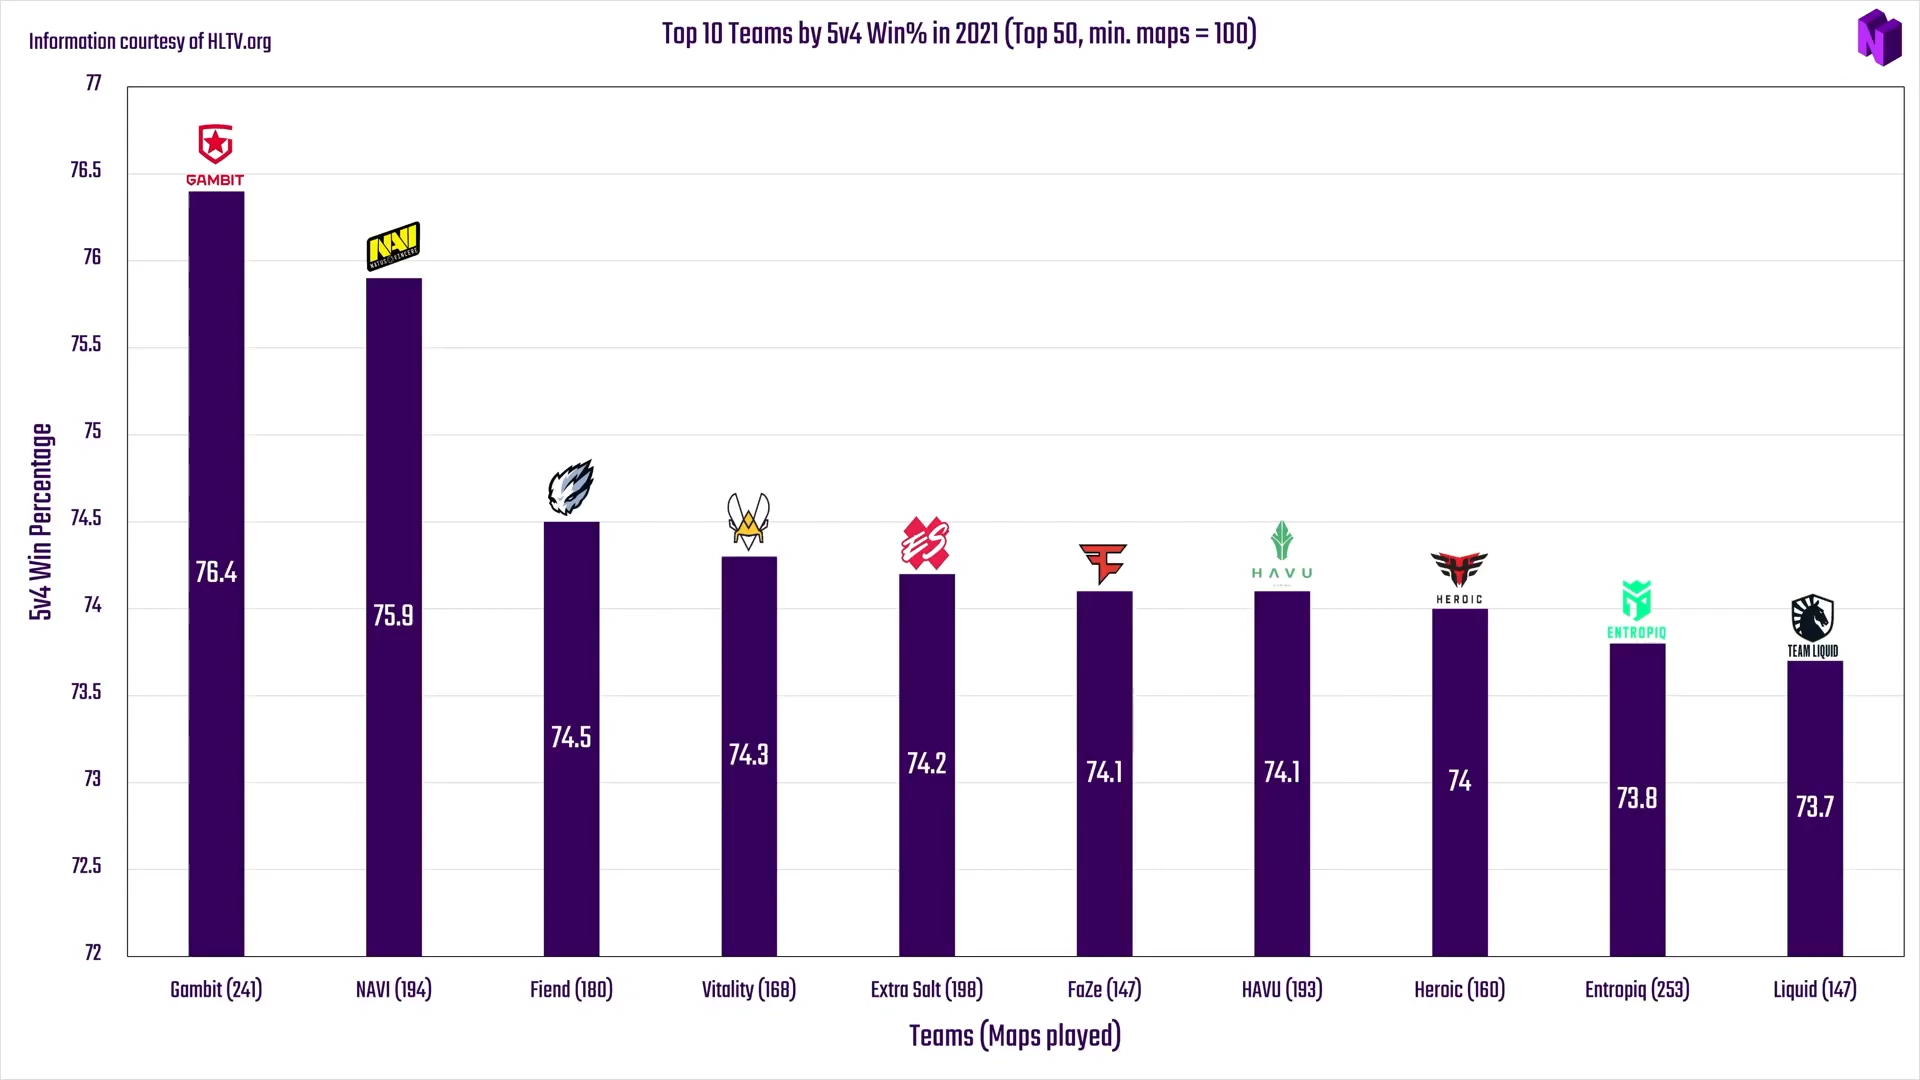 Information courtesy of HLTV.org
Top 10 Teams by 5v4 Win% in 2021 (Top 50, min. maps = 100)
N
77
76.5
76
75.5
75
74.5
74
73.5
73
72.5
72
5v4 Win Percentage
GAMBIT
NAVI
NATUS VINCERE
ES
HAVU
HEROIC
ENTROPIQ
TEAM LIQUID
76.4
75.9
74.5
74.3
74.2
74.1
74.1
74
73.8
73.7
Gambit (241)
NAVI (194)
Fiend (180)
Vitality (168)
Extra Salt (198)
FaZe (147)
HAVU (193)
Heroic (160)
Entropiq (253)
Liquid (147)
Teams (Maps played)